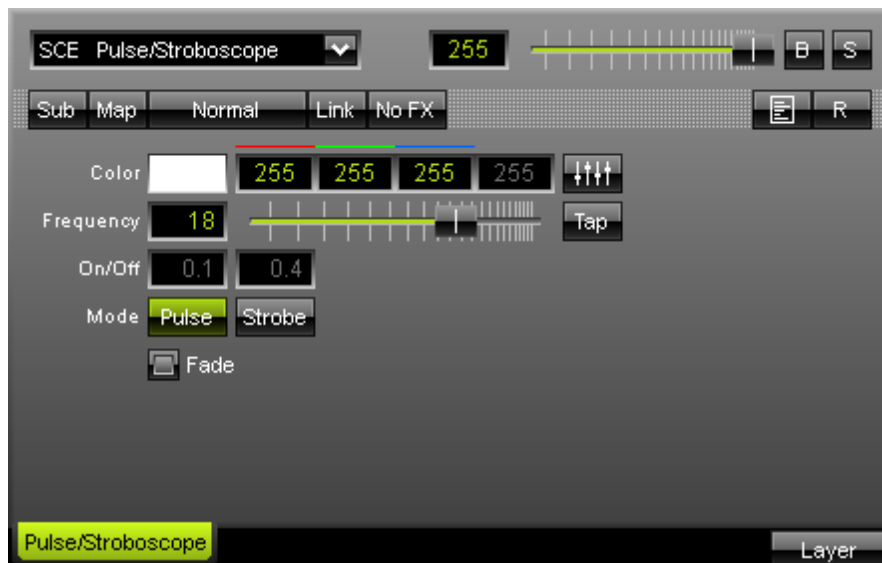 SCE Pulse/Stroboscope 255 B S
Sub Map Normal Link No FX R
Color 255 255 255 255
Frequency 18 Tap
On/Off 0.1 0.4
Mode Pulse Strobe
Fade
Pulse/Stroboscope Layer